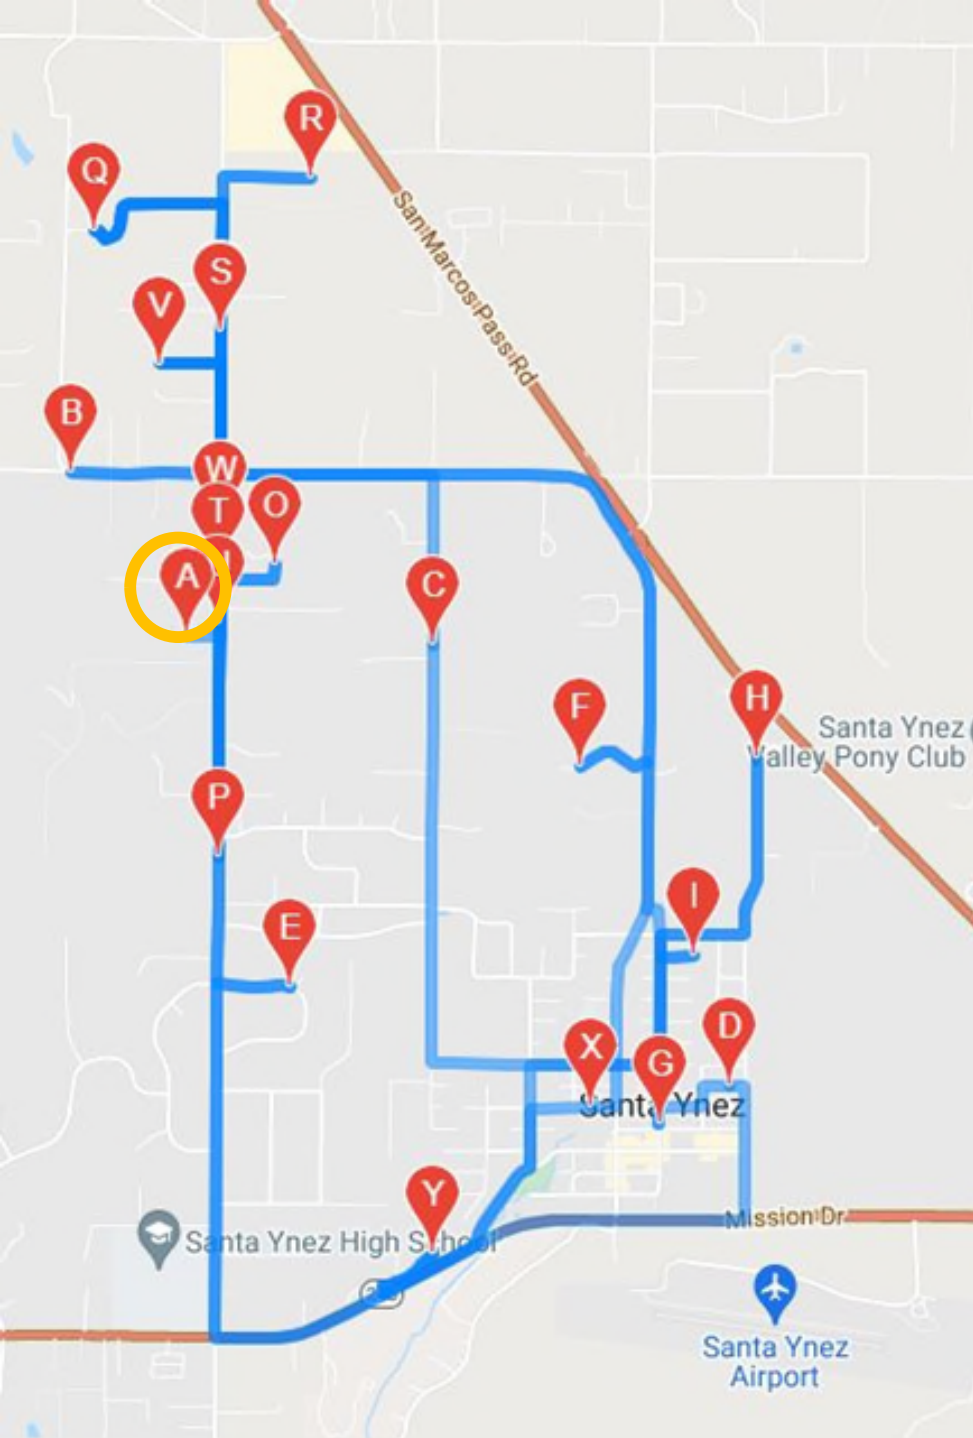 R
Q
San Marcos Pass Rd
S
V
B
W
T
O
A
C
F
H
Santa Ynez
Valley Pony Club
P
I
E
D
X
G
Santa Ynez
Y
Mission Dr
Santa Ynez High School
Santa Ynez
Airport